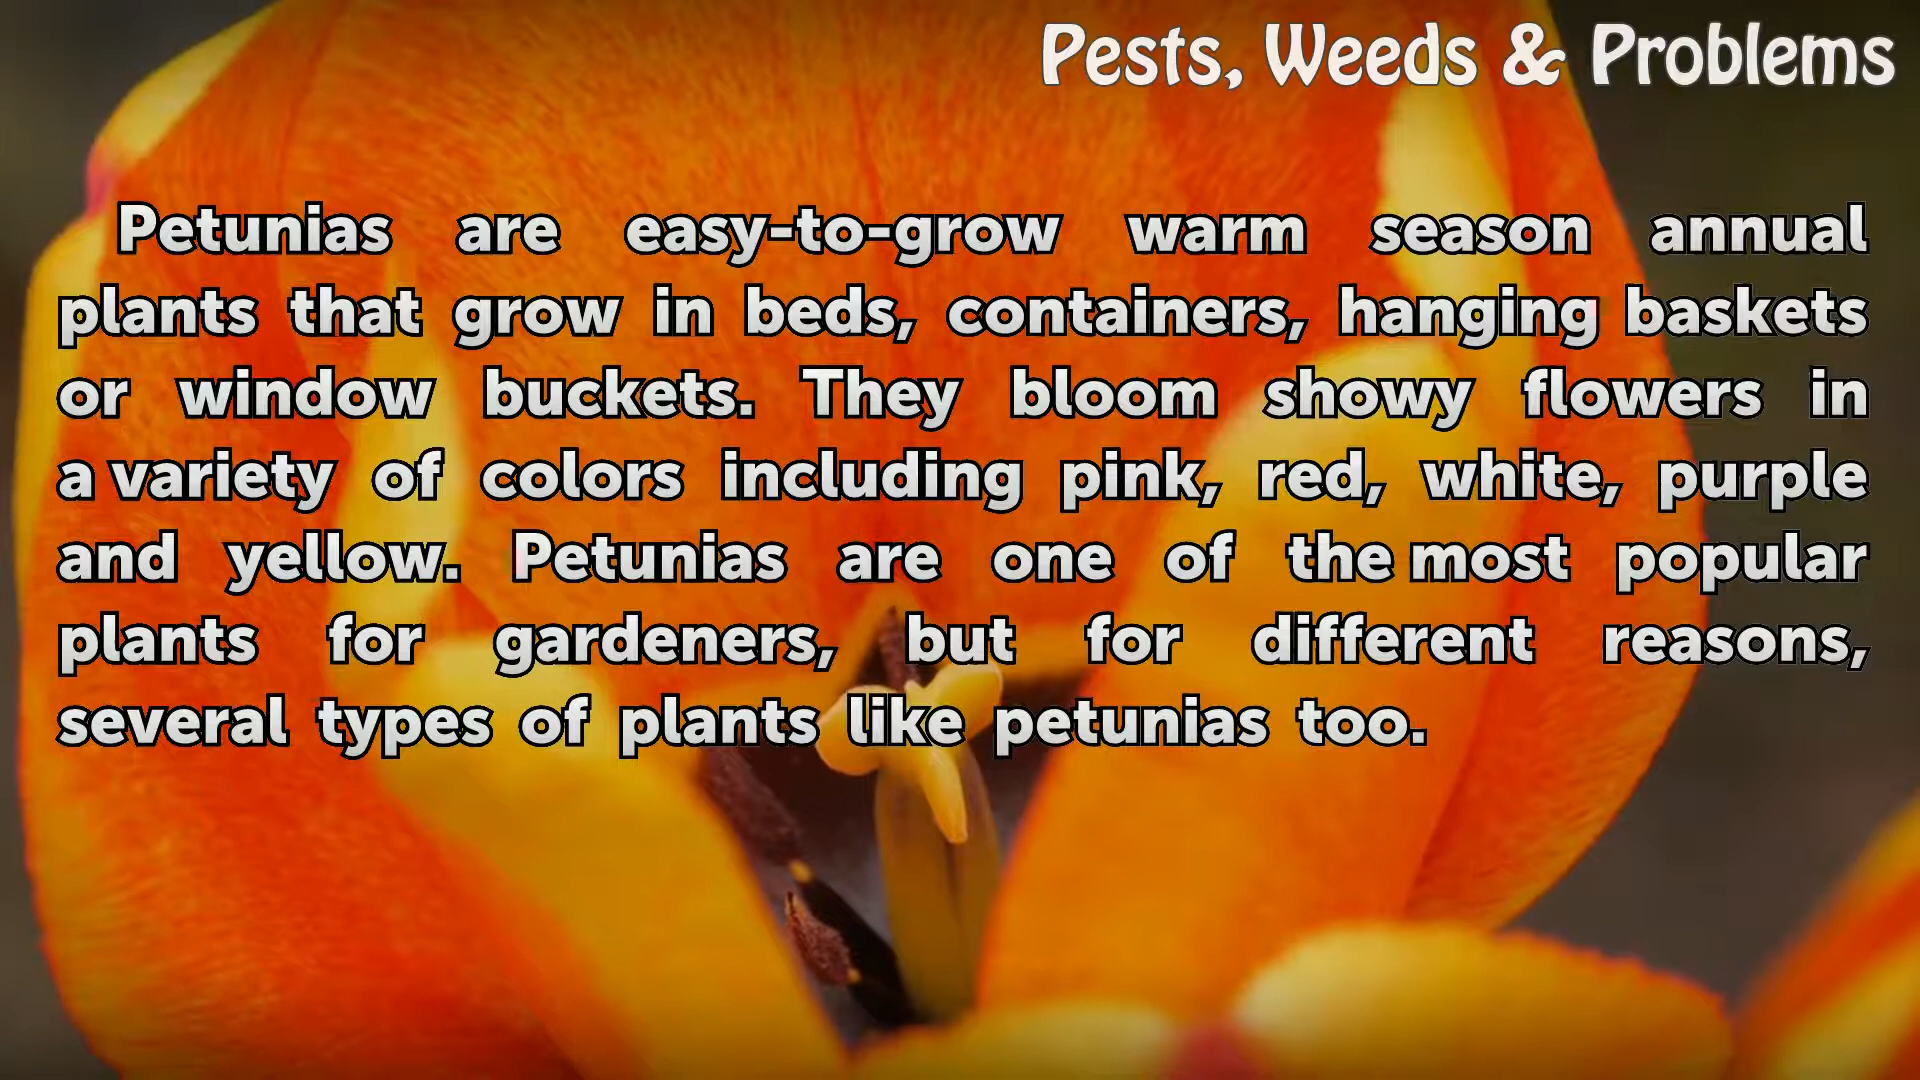 Pests, Weeds & Problems
Petunias are easy-to-grow warm season annual
plants that grow in beds, containers, hanging baskets
or window buckets. They bloom showy flowers in
a variety of colors including pink, red, white, purple
and yellow. Petunias are one of the most popular
plants for gardeners, but for different reasons,
several types of plants like petunias too.